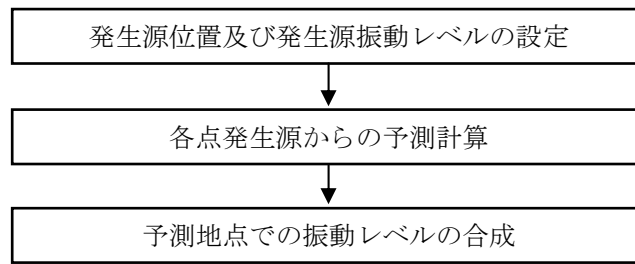 発生源位置及び発生源振動レベルの設定
各点発生源からの予測計算
予測地点での振動レベルの合成